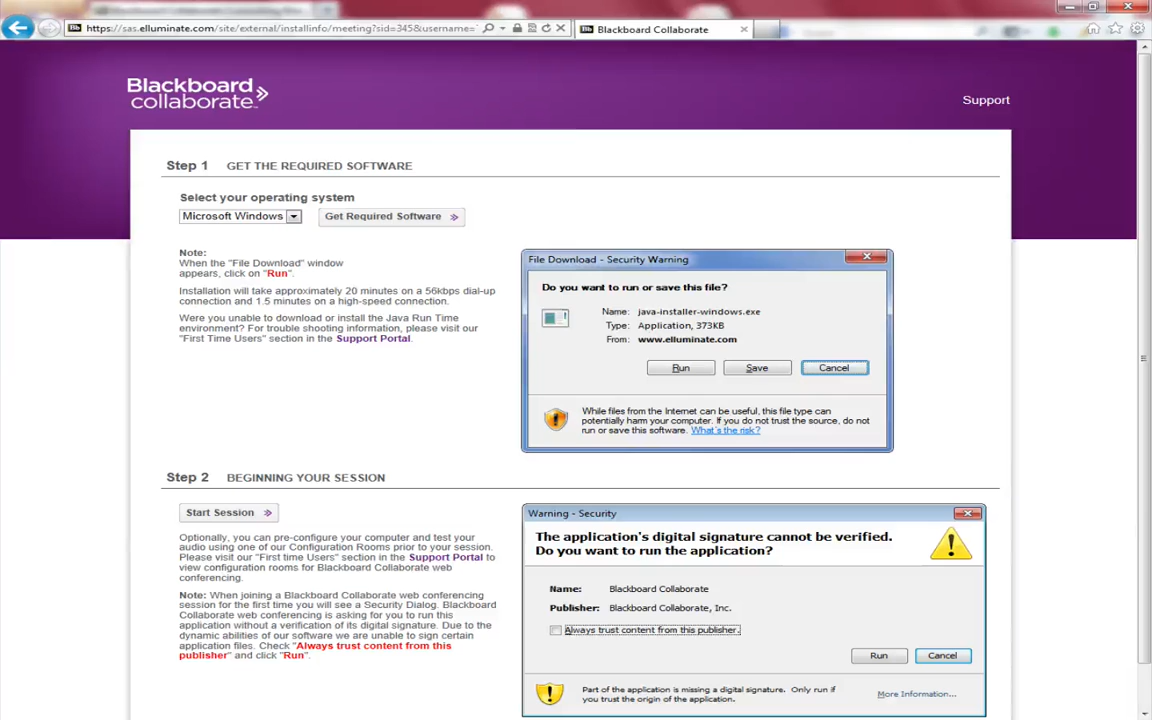 https://sas.elluminate.com/site/external/installinfo/meeting?sid=345&username=
Blackboard Collaborate
Blackboard
collaborate
Support
Step 1 GET THE REQUIRED SOFTWARE
Select your operating system
Microsoft Windows
Get Required Software
Note:
When the "File Download" window
appears, click on "Run".
Installation will take approximately 20 minutes on a 56kbps dial-up
connection and 1.5 minutes on a high-speed connection.
Were you unable to download or install the Java Run Time
environment? For trouble shooting information, please visit our
"First Time Users" section in the Support Portal.
File Download - Security Warning
Do you want to run or save this file?
Name: java-installer-windows.exe
Type: Application, 373KB
From: www.elluminate.com
Run Save Cancel
While files from the Internet can be useful, this file type can
potentially harm your computer. If you do not trust the source, do not
run or save this software. What's the risk?
Step 2 BEGINNING YOUR SESSION
Start Session
Optionally, you can pre-configure your computer and test your
audio using one of our Configuration Rooms prior to your session.
Please visit our "First time Users" section in the Support Portal to
view configuration rooms for Blackboard Collaborate web
conferencing.
Note: When joining a Blackboard Collaborate web conferencing
session for the first time you will see a Security Dialog. Blackboard
Collaborate web conferencing is asking for you to run this
application without a verification of its digital signature. Due to the
dynamic abilities of our software we are unable to sign certain
application files. Check "Always trust content from this
publisher" and click "Run".
Warning - Security
The application's digital signature cannot be verified.
Do you want to run the application?
Name: Blackboard Collaborate
Publisher: Blackboard Collaborate, Inc.
Always trust content from this publisher.
Run Cancel
Part of the application is missing a digital signature. Only run if
you trust the origin of the application.
More Information...